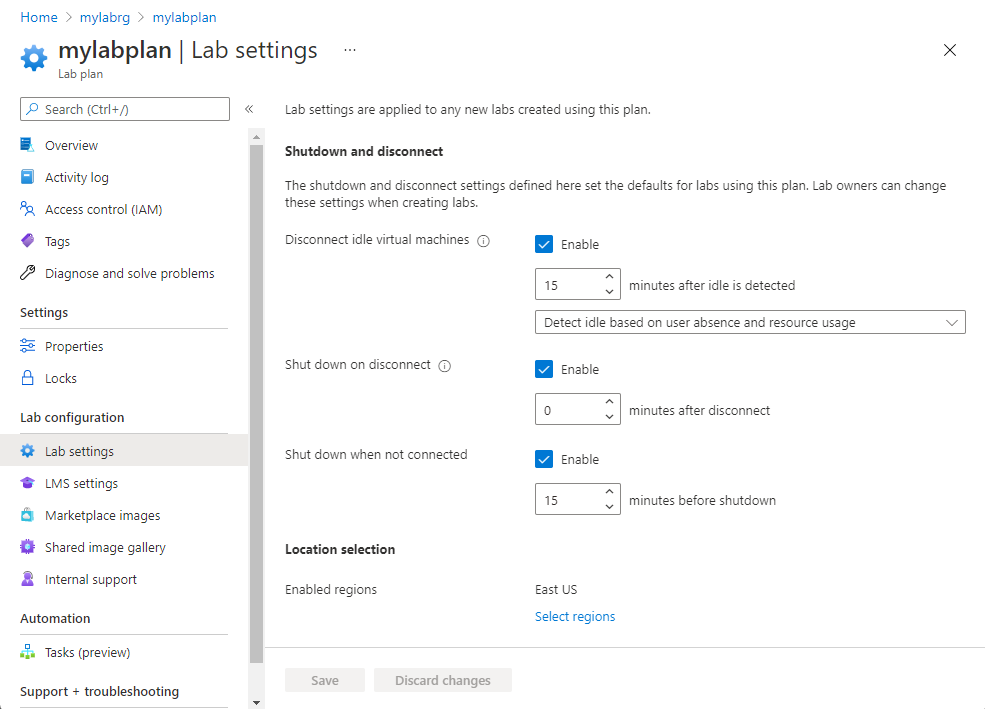 Home > mylabrg > mylabplan
mylabplan | Lab settings ...
Lab plan
Search (Ctrl+/)
«
Overview
Activity log
Access control (IAM)
Tags
Diagnose and solve problems
Settings
Properties
Locks
Lab configuration
Lab settings
LMS settings
Marketplace images
Shared image gallery
Internal support
Automation
Tasks (preview)
Support + troubleshooting
Lab settings are applied to any new labs created using this plan.
Shutdown and disconnect
The shutdown and disconnect settings defined here set the defaults for labs using this plan. Lab owners can change
these settings when creating labs.
Disconnect idle virtual machines
Enable
15 minutes after idle is detected
Detect idle based on user absence and resource usage
Shut down on disconnect
Enable
0 minutes after disconnect
Shut down when not connected
Enable
15 minutes before shutdown
Location selection
Enabled regions East US
Select regions
Save Discard changes